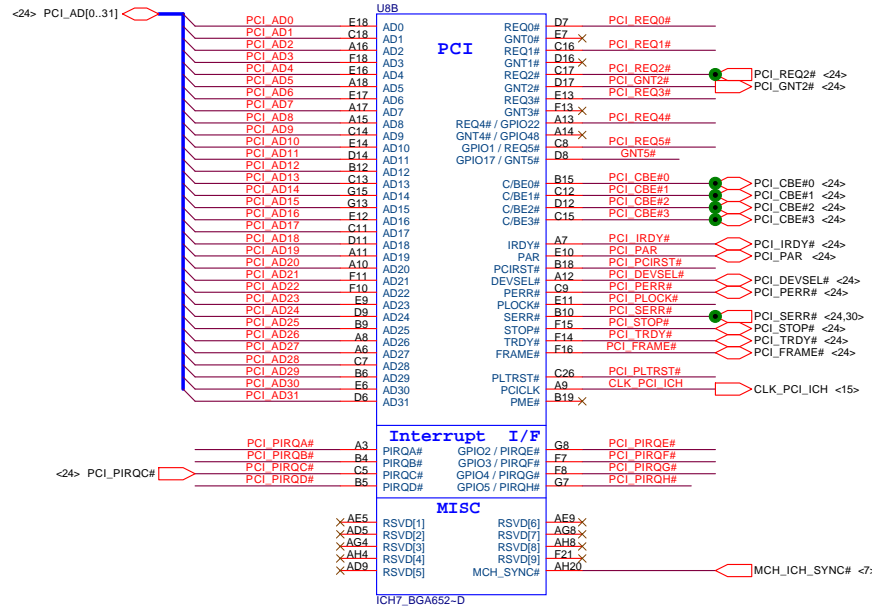 U8B
<24> PCI_AD[0..31]
PCI
PCI_AD0 E18 AD0 REQ0# D7 PCI_REQ0#
PCI_AD1 C18 AD1 GNT0# E7
PCI_AD2 A16 AD2 REQ1# C16 PCI_REQ1#
PCI_AD3 F18 AD3 GNT1# D16
PCI_AD4 E16 AD4 REQ2# C17 PCI_REQ2# PCI_REQ2# <24>
PCI_AD5 A18 AD5 GNT2# D17 PCI_GNT2# PCI_GNT2# <24>
PCI_AD6 E17 AD6 REQ3# E13 PCI_REQ3#
PCI_AD7 A17 AD7 GNT3# F13
PCI_AD8 A15 AD8 REQ4# / GPIO22 A13 PCI_REQ4#
PCI_AD9 C14 AD9 GNT4# / GPIO48 A14
PCI_AD10 E14 AD10 GPIO1 / REQ5# C8 PCI_REQ5#
PCI_AD11 D14 AD11 GPIO17 / GNT5# D8 GNT5#
PCI_AD12 B12 AD12
PCI_AD13 C13 AD13 C/BE0# B15 PCI_CBE#0 PCI_CBE#0 <24>
PCI_AD14 G15 AD14 C/BE1# C12 PCI_CBE#1 PCI_CBE#1 <24>
PCI_AD15 G13 AD15 C/BE2# D12 PCI_CBE#2 PCI_CBE#2 <24>
PCI_AD16 E12 AD16 C/BE3# C15 PCI_CBE#3 PCI_CBE#3 <24>
PCI_AD17 C11 AD17
PCI_AD18 D11 AD18 IRDY# A7 PCI_IRDY# PCI_IRDY# <24>
PCI_AD19 A11 AD19 PAR E10 PCI_PAR PCI_PAR <24>
PCI_AD20 A10 AD20 PCIRST# B18 PCI_PCIRST#
PCI_AD21 F11 AD21 DEVSEL# A12 PCI_DEVSEL# PCI_DEVSEL# <24>
PCI_AD22 F10 AD22 PERR# C9 PCI_PERR# PCI_PERR# <24>
PCI_AD23 E9 AD23 PLOCK# E11 PCI_PLOCK#
PCI_AD24 D9 AD24 SERR# B10 PCI_SERR# PCI_SERR# <24,30>
PCI_AD25 B9 AD25 STOP# F15 PCI_STOP# PCI_STOP# <24>
PCI_AD26 A8 AD26 TRDY# F14 PCI_TRDY# PCI_TRDY# <24>
PCI_AD27 A6 AD27 FRAME# F16 PCI_FRAME# PCI_FRAME# <24>
PCI_AD28 C7 AD28
PCI_AD29 B6 AD29 PLTRST# C26 PCI_PLTRST#
PCI_AD30 E6 AD30 PCICLK A9 CLK_PCI_ICH CLK_PCI_ICH <15>
PCI_AD31 D6 AD31 PME# B19
Interrupt I/F
PCI_PIRQA# A3 PIRQA# GPIO2 / PIRQE# G8 PCI_PIRQE#
PCI_PIRQB# B4 PIRQB# GPIO3 / PIRQF# F7 PCI_PIRQF#
<24> PCI_PIRQC# PCI_PIRQC# C5 PIRQC# GPIO4 / PIRQG# F8 PCI_PIRQG#
PCI_PIRQD# B5 PIRQD# GPIO5 / PIRQH# G7 PCI_PIRQH#
MISC
AE5 RSVD[1] RSVD[6] AE9
AD5 RSVD[2] RSVD[7] AG8
AG4 RSVD[3] RSVD[8] AH8
AH4 RSVD[4] RSVD[9] F21
AD9 RSVD[5] MCH_SYNC# AH20 MCH_ICH_SYNC# <7>
ICH7_BGA652~D